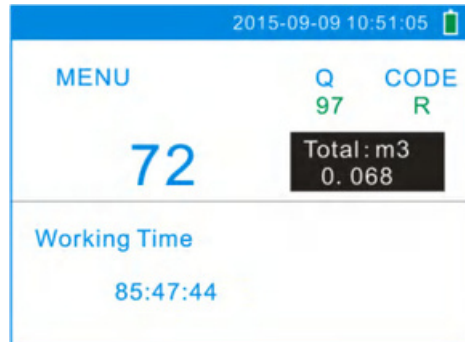 2015-09-09 10:51:05
MENU Q CODE
97 R
72
Total:m3
0.068
Working Time
85:47:44